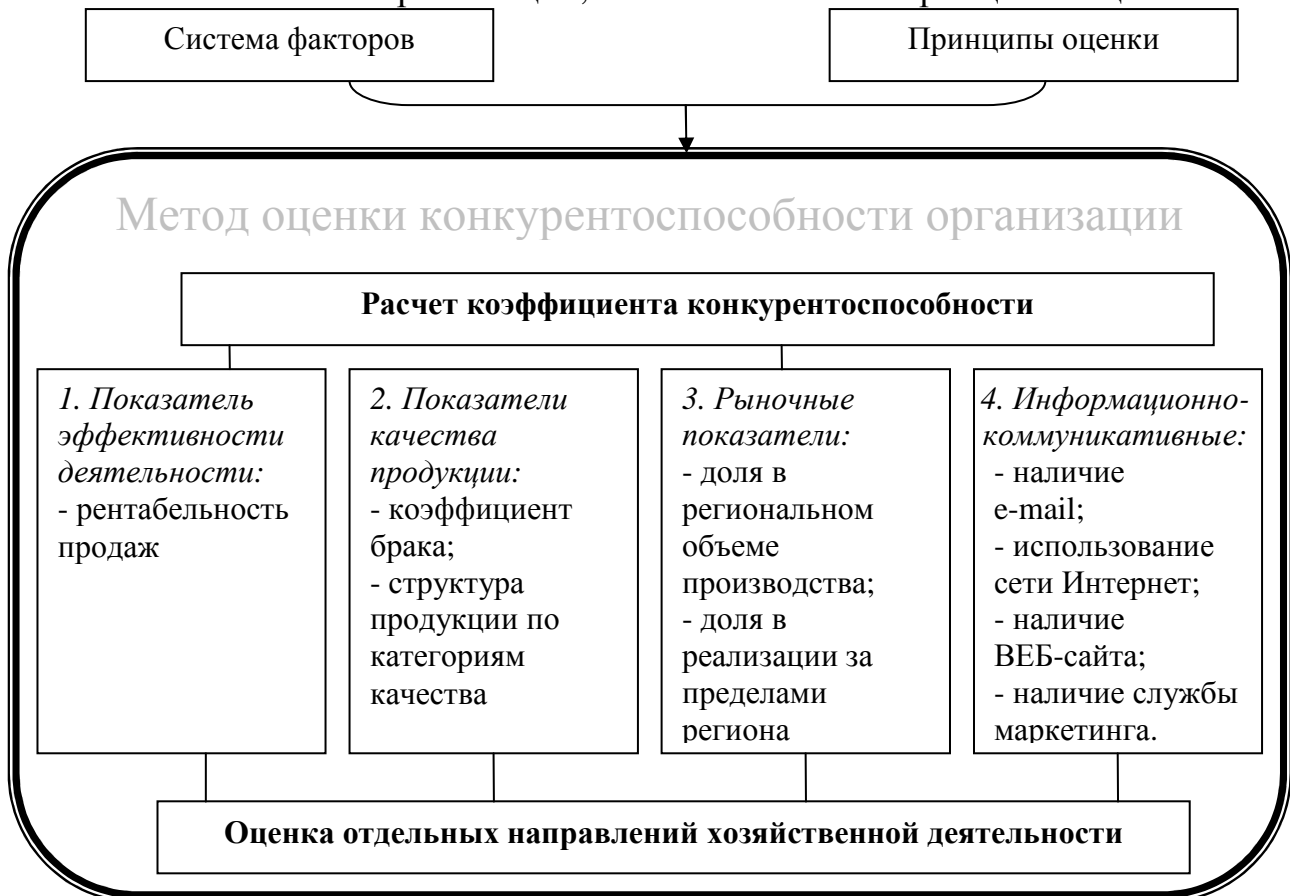 Система факторов
Принципы оценки
Метод оценки конкурентоспособности организации
Расчет коэффициента конкурентоспособности
1. Показатель
эффективности
деятельности:
- рентабельность
продаж
2. Показатели
качества
продукции:
- коэффициент
брака;
- структура
продукции по
категориям
качества
3. Рыночные
показатели:
- доля в
региональном
объеме
производства;
- доля в
реализации за
пределами
региона
4. Информационно-
коммуникативные:
- наличие
e-mail;
- использование
сети Интернет;
- наличие
ВЕБ-сайта;
- наличие службы
маркетинга.
Оценка отдельных направлений хозяйственной деятельности